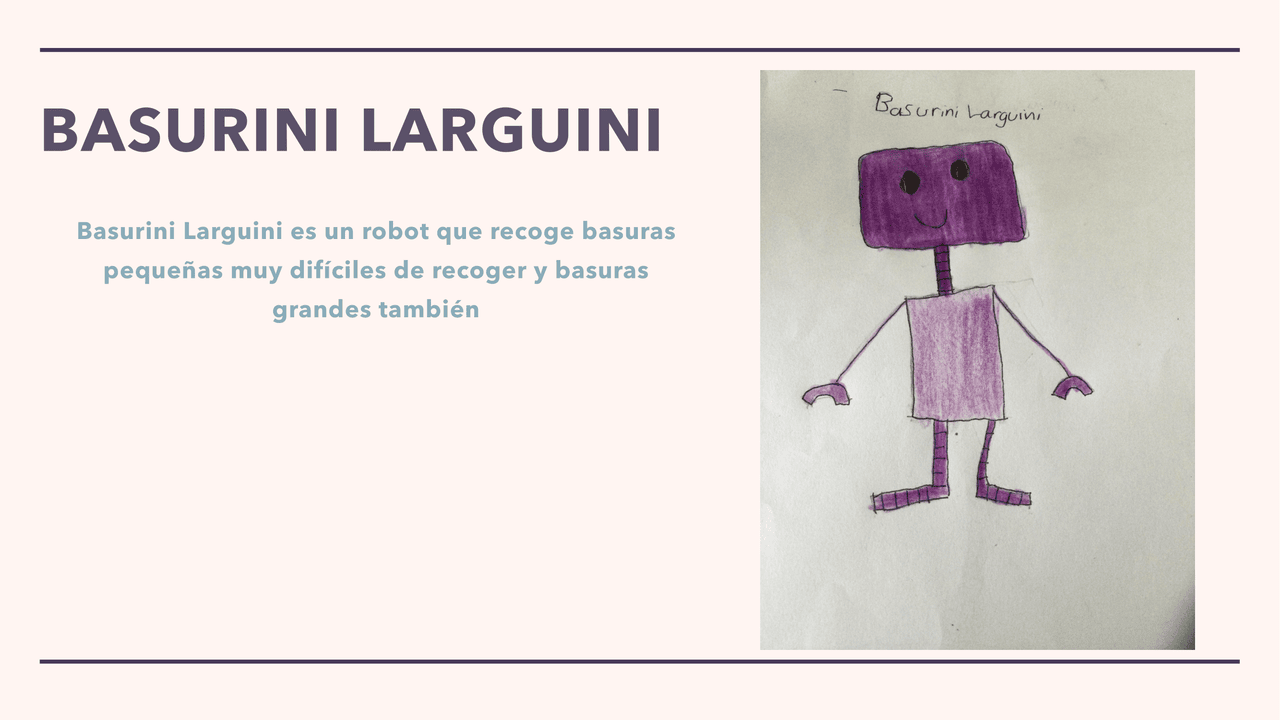 BASURINI LARGUINI
Basurini Larguini es un robot que recoge basuras
pequeñas muy difíciles de recoger y basuras
grandes también
Basurini Larguini